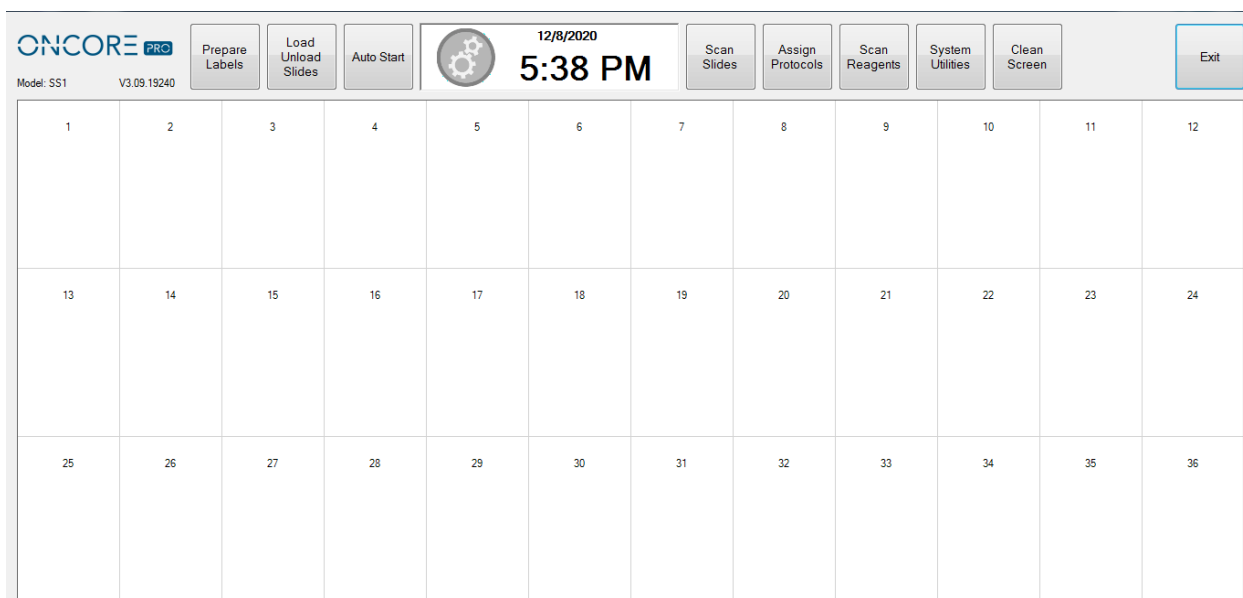 ONCORE PRO
Model: SS1 V3.09.19240
Prepare
Labels
Load
Unload
Slides
Auto Start
12/8/2020
5:38 PM
Scan
Slides
Assign
Protocols
Scan
Reagents
System
Utilities
Clean
Screen
Exit
1 2 3 4 5 6 7 8 9 10 11 12
13 14 15 16 17 18 19 20 21 22 23 24
25 26 27 28 29 30 31 32 33 34 35 36